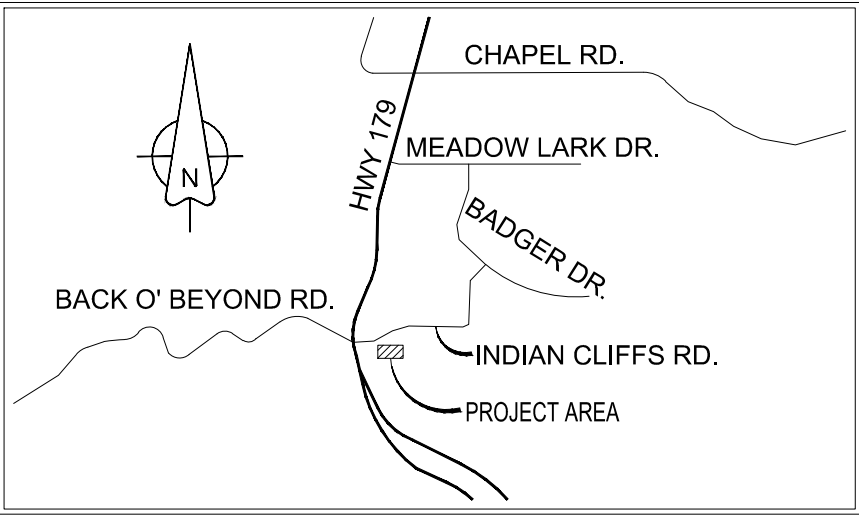 CHAPEL RD.
HWY 179
MEADOW LARK DR.
N
BADGER DR.
BACK O' BEYOND RD.
INDIAN CLIFFS RD.
PROJECT AREA